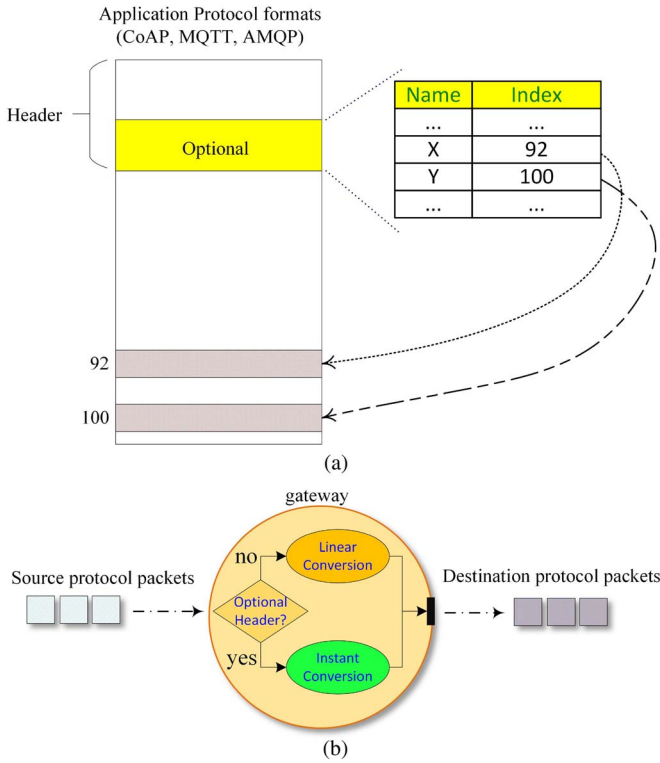 Application Protocol formats
(CoAP, MQTT, AMQP)
Header
Optional
Name Index
... ...
X 92
Y 100
... ...
92
100
(a)
gateway
Source protocol packets
no
Linear
Conversion
Optional
Header?
yes
Instant
Conversion
Destination protocol packets
(b)